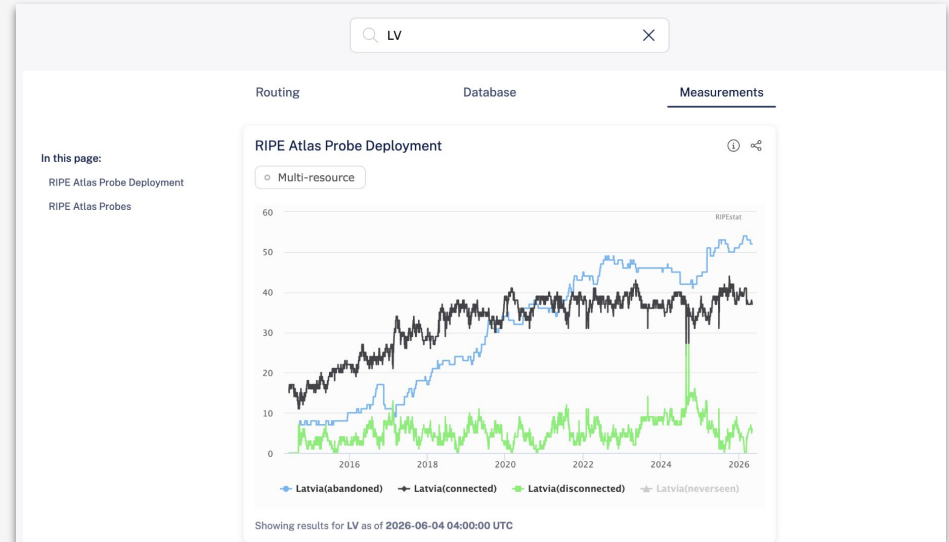 LV
Routing
Database
Measurements
In this page:
RIPE Atlas Probe Deployment
RIPE Atlas Probes
RIPE Atlas Probe Deployment
Multi-resource
RIPEstat
60
50
40
30
20
10
0
2016 2018 2020 2022 2024 2026
Latvia(abandoned) Latvia(connected) Latvia(disconnected) Latvia(neverseen)
Showing results for LV as of 2026-06-04 04:00:00 UTC